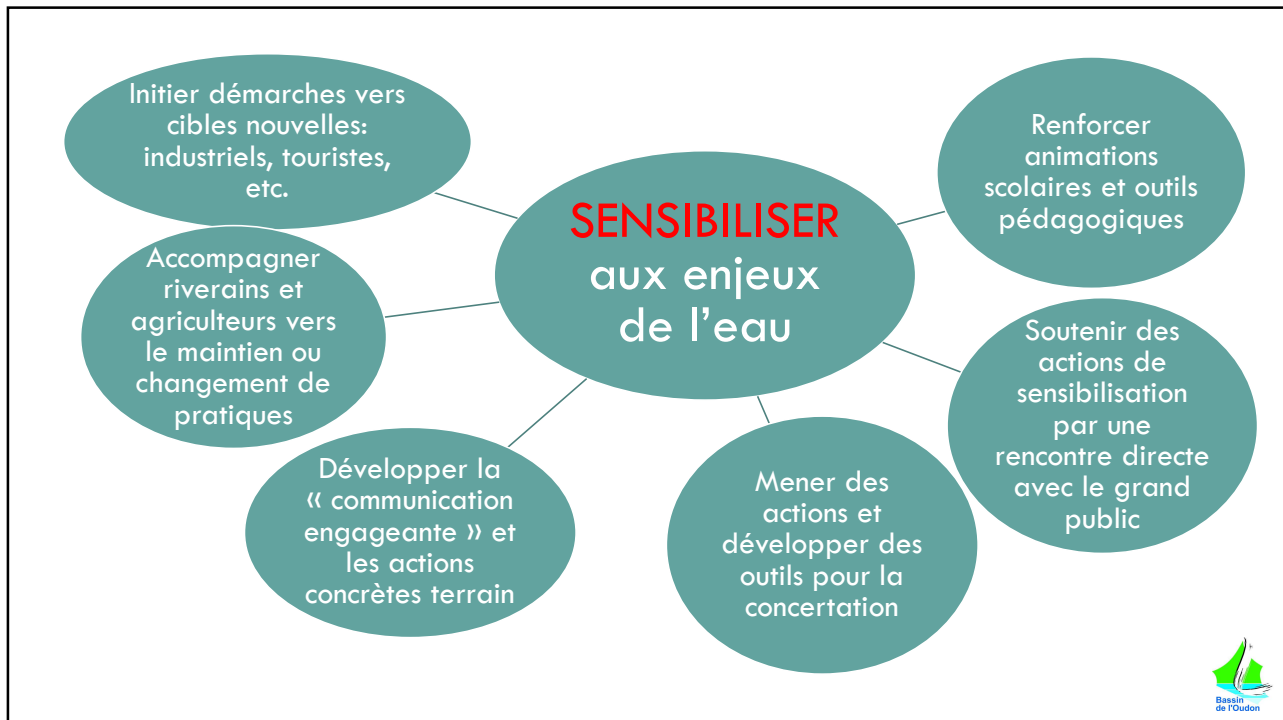 SENSIBILISER
aux enjeux
de l’eau
Initier démarches vers
cibles nouvelles:
industriels, touristes,
etc.
Accompagner
riverains et
agriculteurs vers
le maintien ou
changement de
pratiques
Développer la
« communication
engageante » et
les actions
concrètes terrain
Mener des
actions et
développer des
outils pour la
concertation
Soutenir des
actions de
sensibilisation
par une
rencontre directe
avec le grand
public
Renforcer
animations
scolaires et outils
pédagogiques
Bassin
de l'Oudon